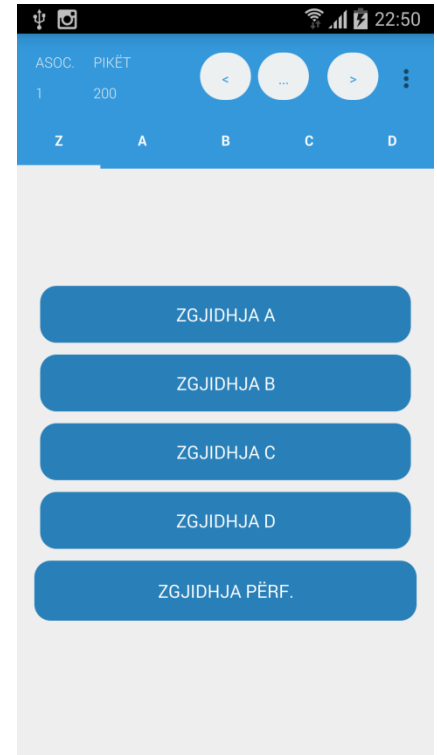 22:50
ASOC. PIKËT
1 200
< ... >
Z A B C D
ZGJIDHJA A
ZGJIDHJA B
ZGJIDHJA C
ZGJIDHJA D
ZGJIDHJA PËRF.